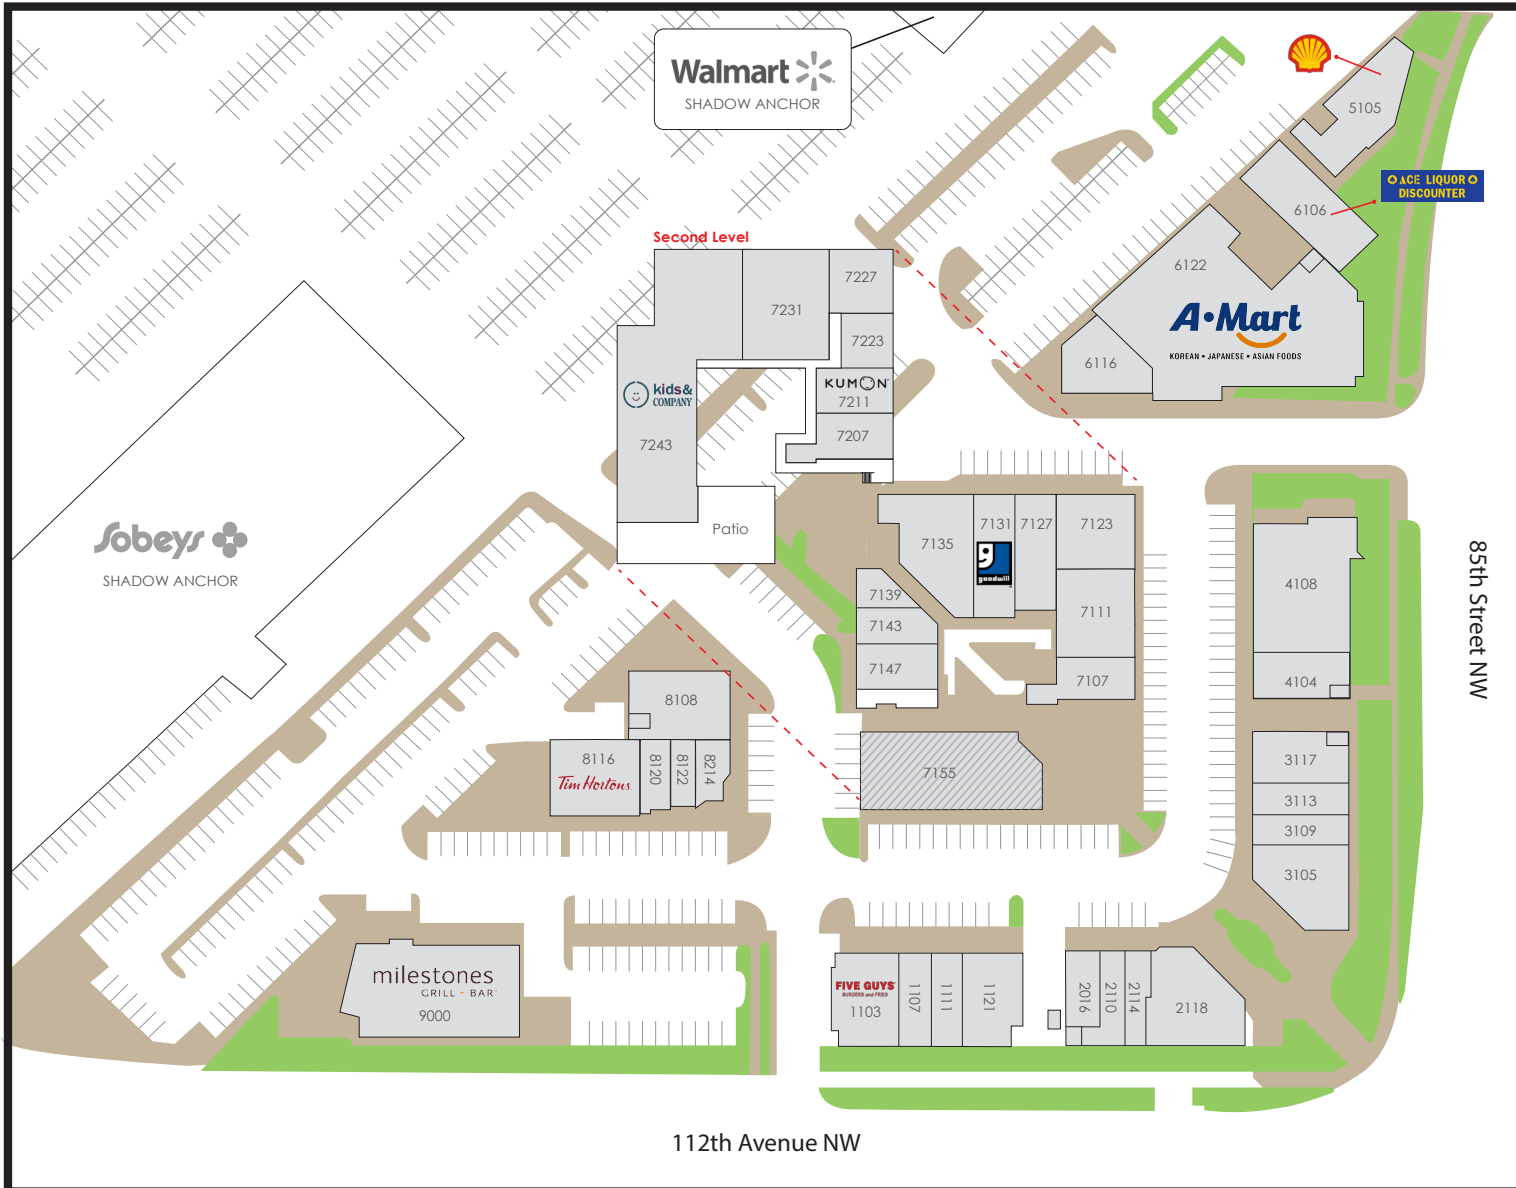 Walmart
SHADOW ANCHOR
5105
ACE LIQUOR
DISCOUNTER
6106
Second Level
6122
A•Mart
KOREAN • JAPANESE • ASIAN FOODS
6116
7227
7231
7223
KUMON
7211
7207
kids&
COMPANY
7243
Patio
Sobeys
SHADOW ANCHOR
7135
7131
7127
7123
goodwill
7139
7143
7147
7111
7107
4108
4104
85th Street NW
8108
8116
Tim Hortons
8120
8122
8214
7155
3117
3113
3109
3105
milestones
GRILL - BAR
9000
FIVE GUYS
BURGERS and FRIES
1103
1107
1111
1121
2016
2110
2114
2118
112th Avenue NW